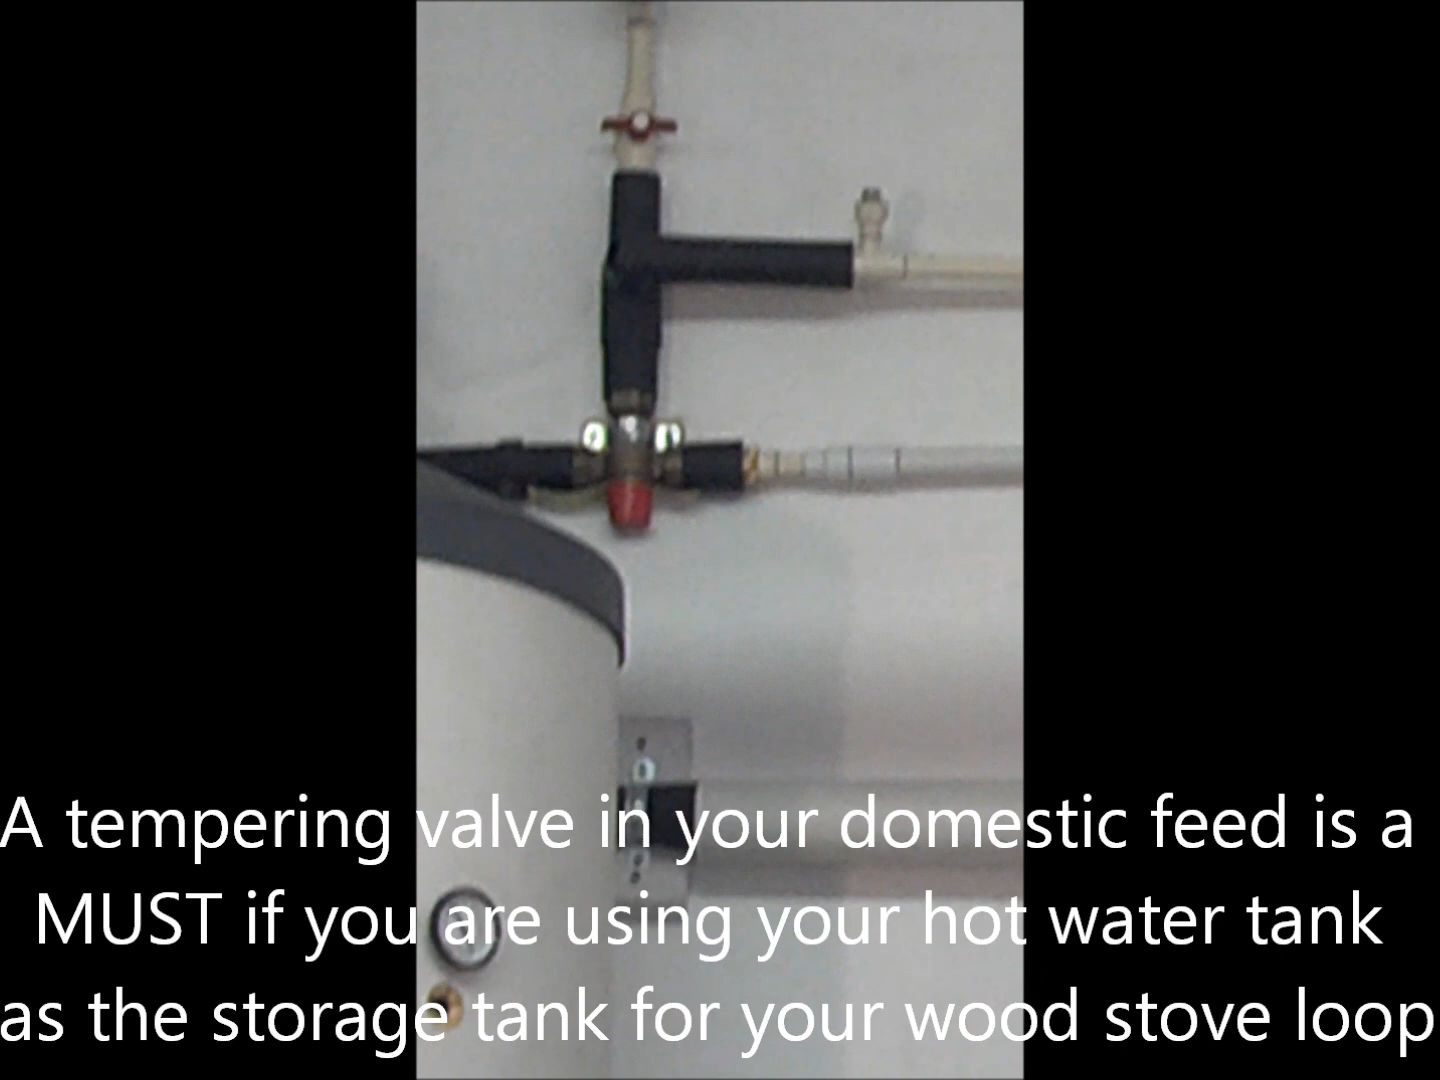 A tempering valve in your domestic feed is a
MUST if you are using your hot water tank
as the storage tank for your wood stove loop